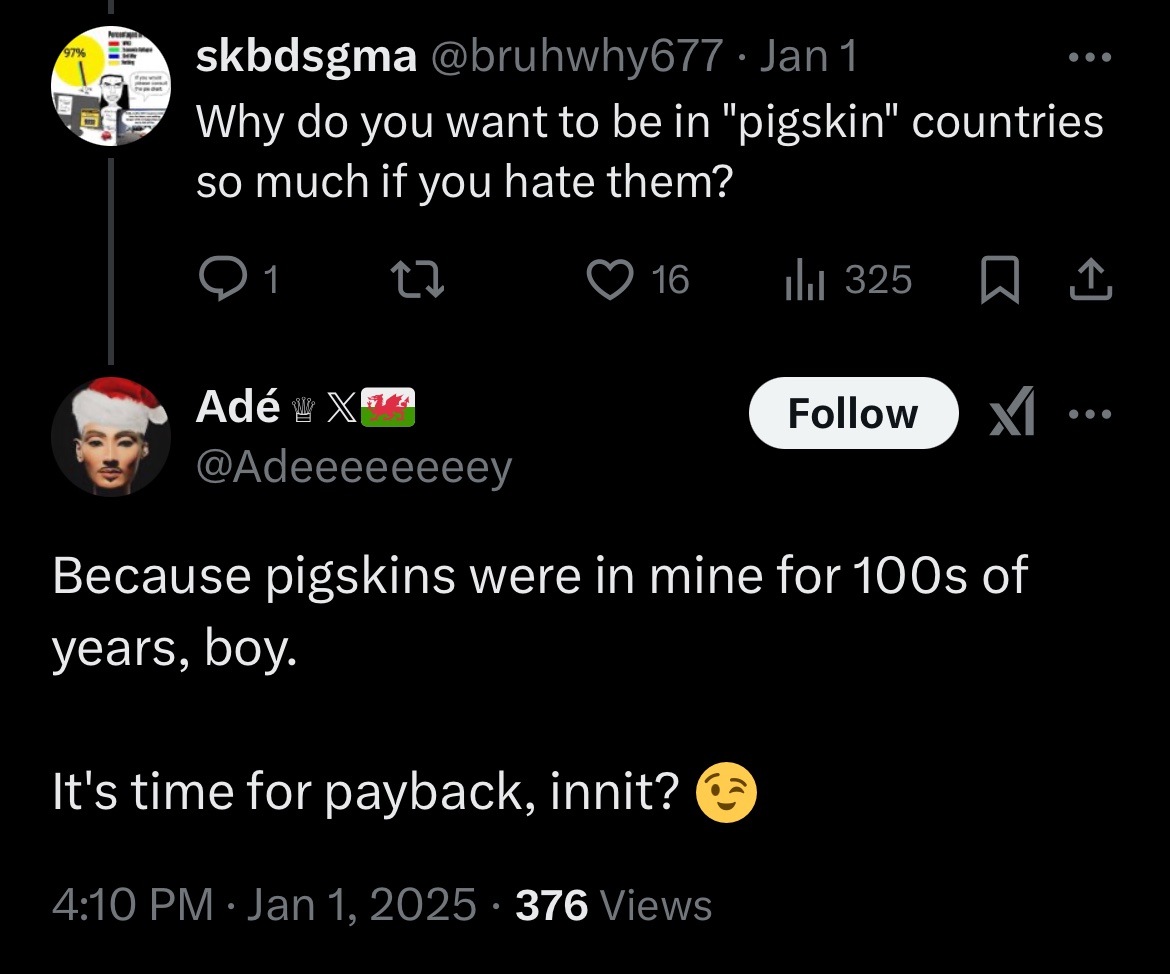 skbdsgma @bruhwhy677 · Jan 1
Why do you want to be in "pigskin" countries
so much if you hate them?
1 16 325
Adé ♕ 𝕏🏴󠁧󠁢󠁷󠁬󠁳󠁿
Follow
@Adeeeeeeeey
Because pigskins were in mine for 100s of
years, boy.
It's time for payback, innit? 😉
4:10 PM · Jan 1, 2025 · 376 Views
97%